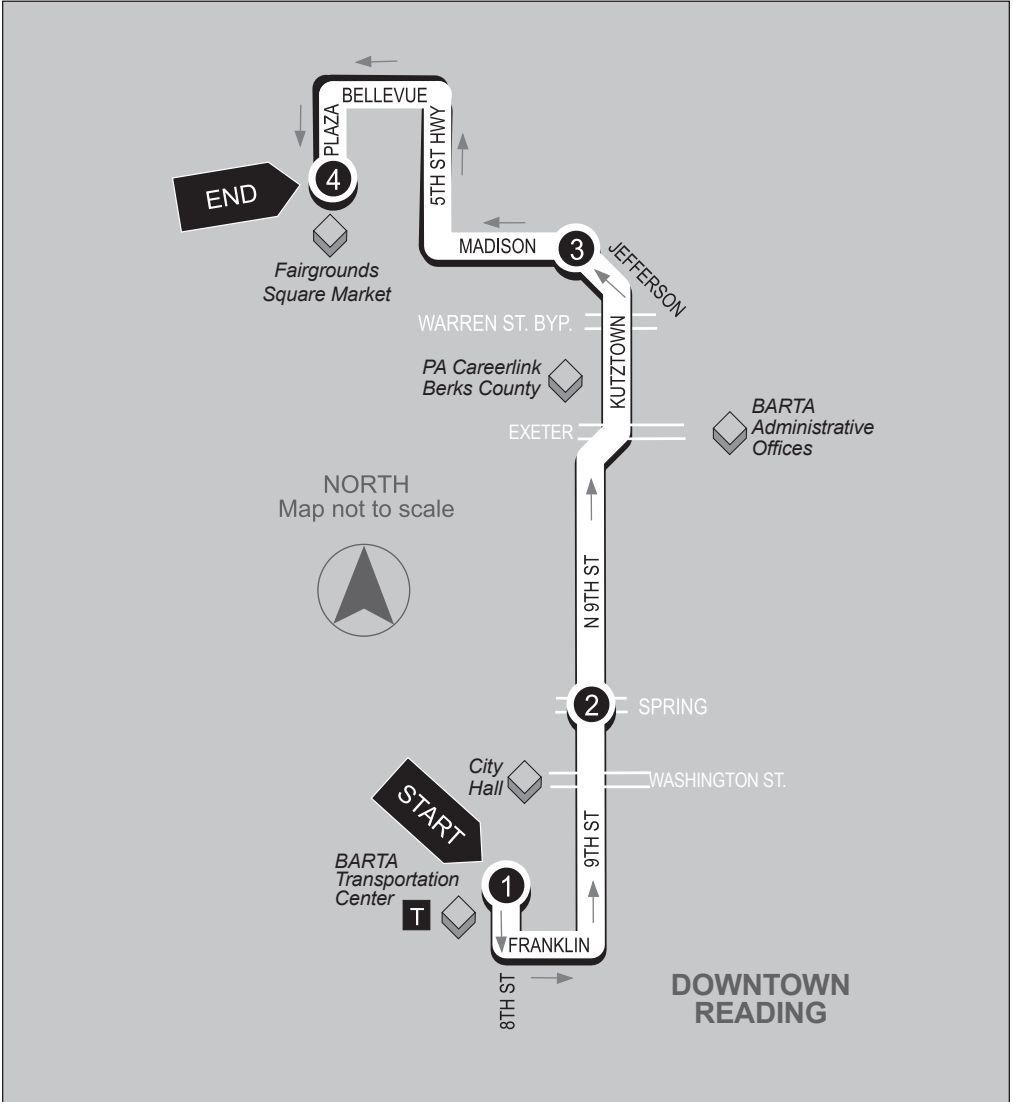 BELLEVUE
PLAZA
5TH ST HWY
END
4
MADISON
3
JEFFERSON
Fairgrounds
Square Market
WARREN ST. BYP.
KUTZTOWN
PA Careerlink
Berks County
EXETER
BARTA
Administrative
Offices
NORTH
Map not to scale
N 9TH ST
2
SPRING
City
Hall
WASHINGTON ST.
START
9TH ST
BARTA
Transportation
Center
T
1
FRANKLIN
8TH ST
DOWNTOWN
READING